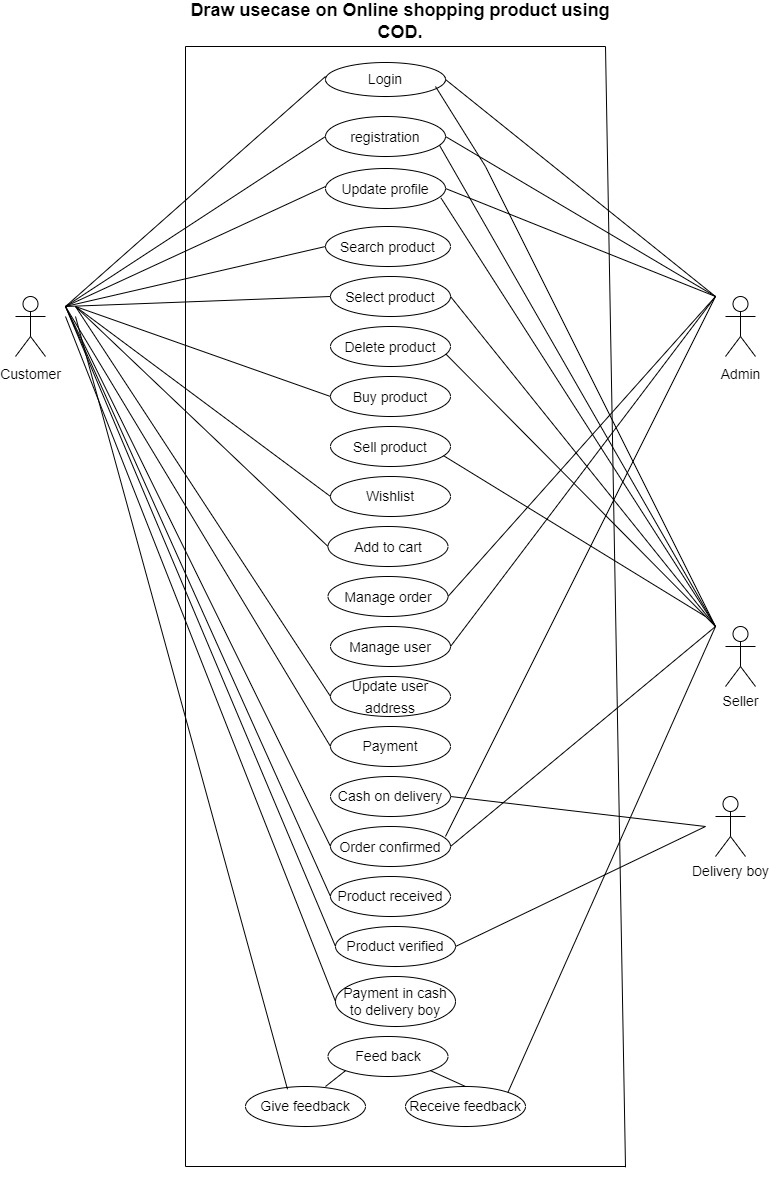 Draw usecase on Online shopping product using
COD.
Login
registration
Update profile
Search product
Select product
Customer
Admin
Delete product
Buy product
Sell product
Wishlist
Add to cart
Manage order
Manage user
Update user
address
Seller
Payment
Cash on delivery
Order confirmed
Delivery boy
Product received
Product verified
Payment in cash
to delivery boy
Feed back
Give feedback
Receive feedback